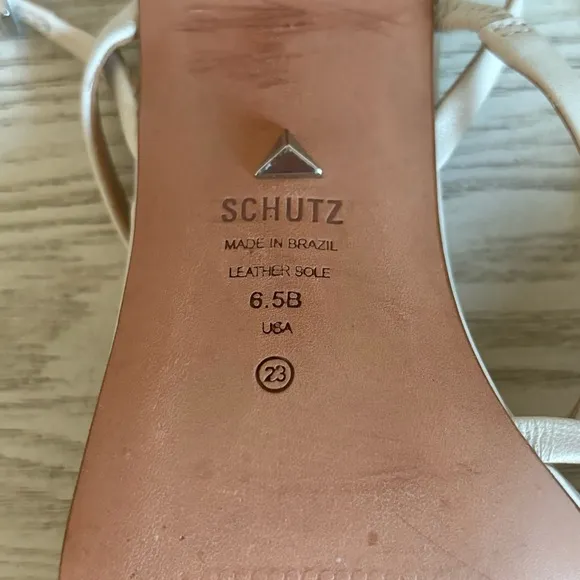 SCHUTZ
MADE IN BRAZIL
LEATHER SOLE
6.5B
USA
23